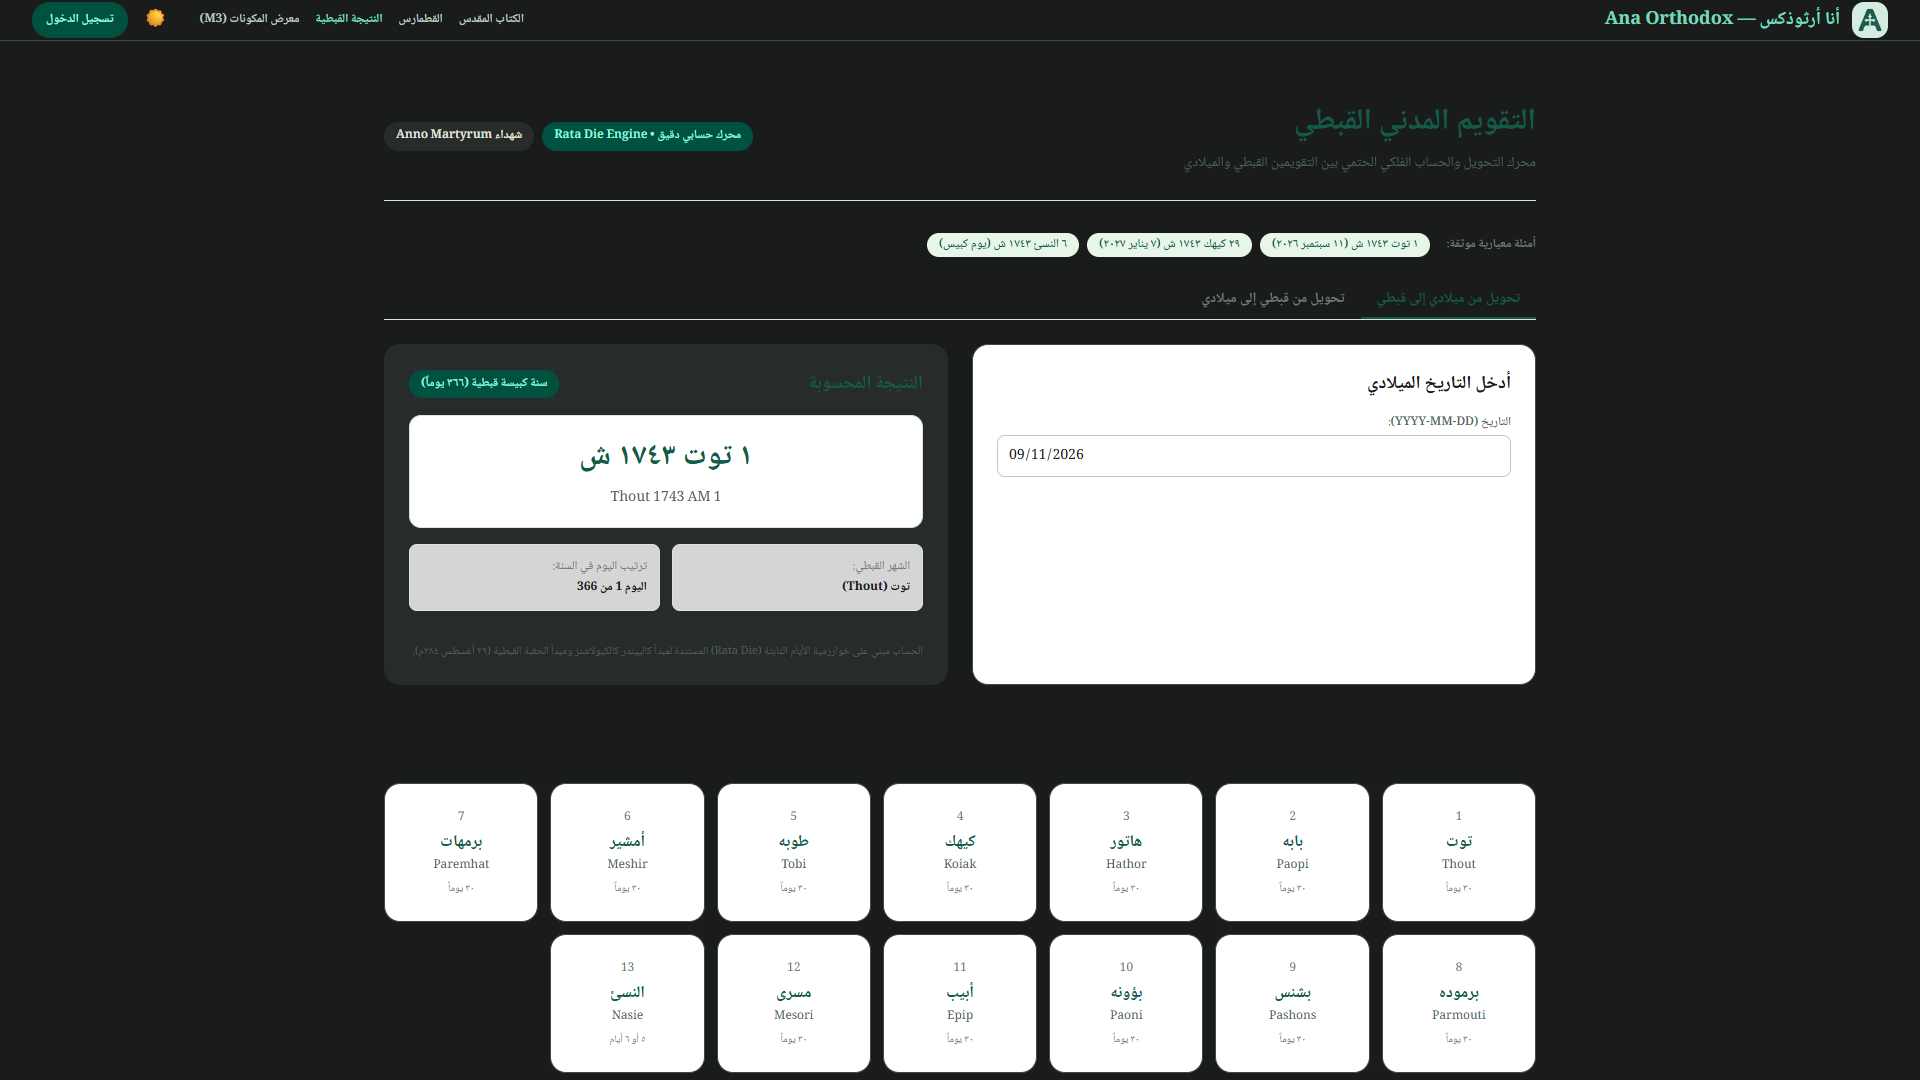 أنا أرثوذكس — Ana Orthodox
الكتاب المقدس
القطمارس
النتيجة القبطية
معرض المكونات (M3)
تسجيل الدخول
التقويم المدني القبطي
محرك التحويل والحساب الفلكي الحتمي بين التقويمين القبطي والميلادي
محرك حسابي دقيق • Rata Die Engine
شهداء Anno Martyrum
أمثلة معيارية موثقة:
١ توت ١٧٤٣ ش (١١ سبتمبر ٢٠٢٦)
٢٩ كيهك ١٧٤٣ ش (٧ يناير ٢٠٢٧)
٦ النسئ ١٧٤٣ ش (يوم كبيس)
تحويل من ميلادي إلى قبطي
تحويل من قبطي إلى ميلادي
أدخل التاريخ الميلادي
التاريخ (YYYY-MM-DD):
09/11/2026
النتيجة المحسوبة
سنة كبيسة قبطية (٣٦٦ يوماً)
١ توت ١٧٤٣ ش
Thout 1743 AM 1
الشهر القبطي:
توت (Thout)
ترتيب اليوم في السنة:
اليوم 1 من 366
الحساب مبني على خوارزمية الأيام الثابتة (Rata Die) المستندة لمبدأ كاليندر كالكيولاشنز ومبدأ الحقبة القبطية (٢٩ أغسطس ٢٨٤م).
1
توت
Thout
٣٠ يوماً
2
بابه
Paopi
٣٠ يوماً
3
هاتور
Hathor
٣٠ يوماً
4
كيهك
Koiak
٣٠ يوماً
5
طوبه
Tobi
٣٠ يوماً
6
أمشير
Meshir
٣٠ يوماً
7
برمهات
Paremhat
٣٠ يوماً
8
برموده
Parmouti
٣٠ يوماً
9
بشنس
Pashons
٣٠ يوماً
10
بؤونه
Paoni
٣٠ يوماً
11
أبيب
Epip
٣٠ يوماً
12
مسرى
Mesori
٣٠ يوماً
13
النسئ
Nasie
٥ أو ٦ أيام